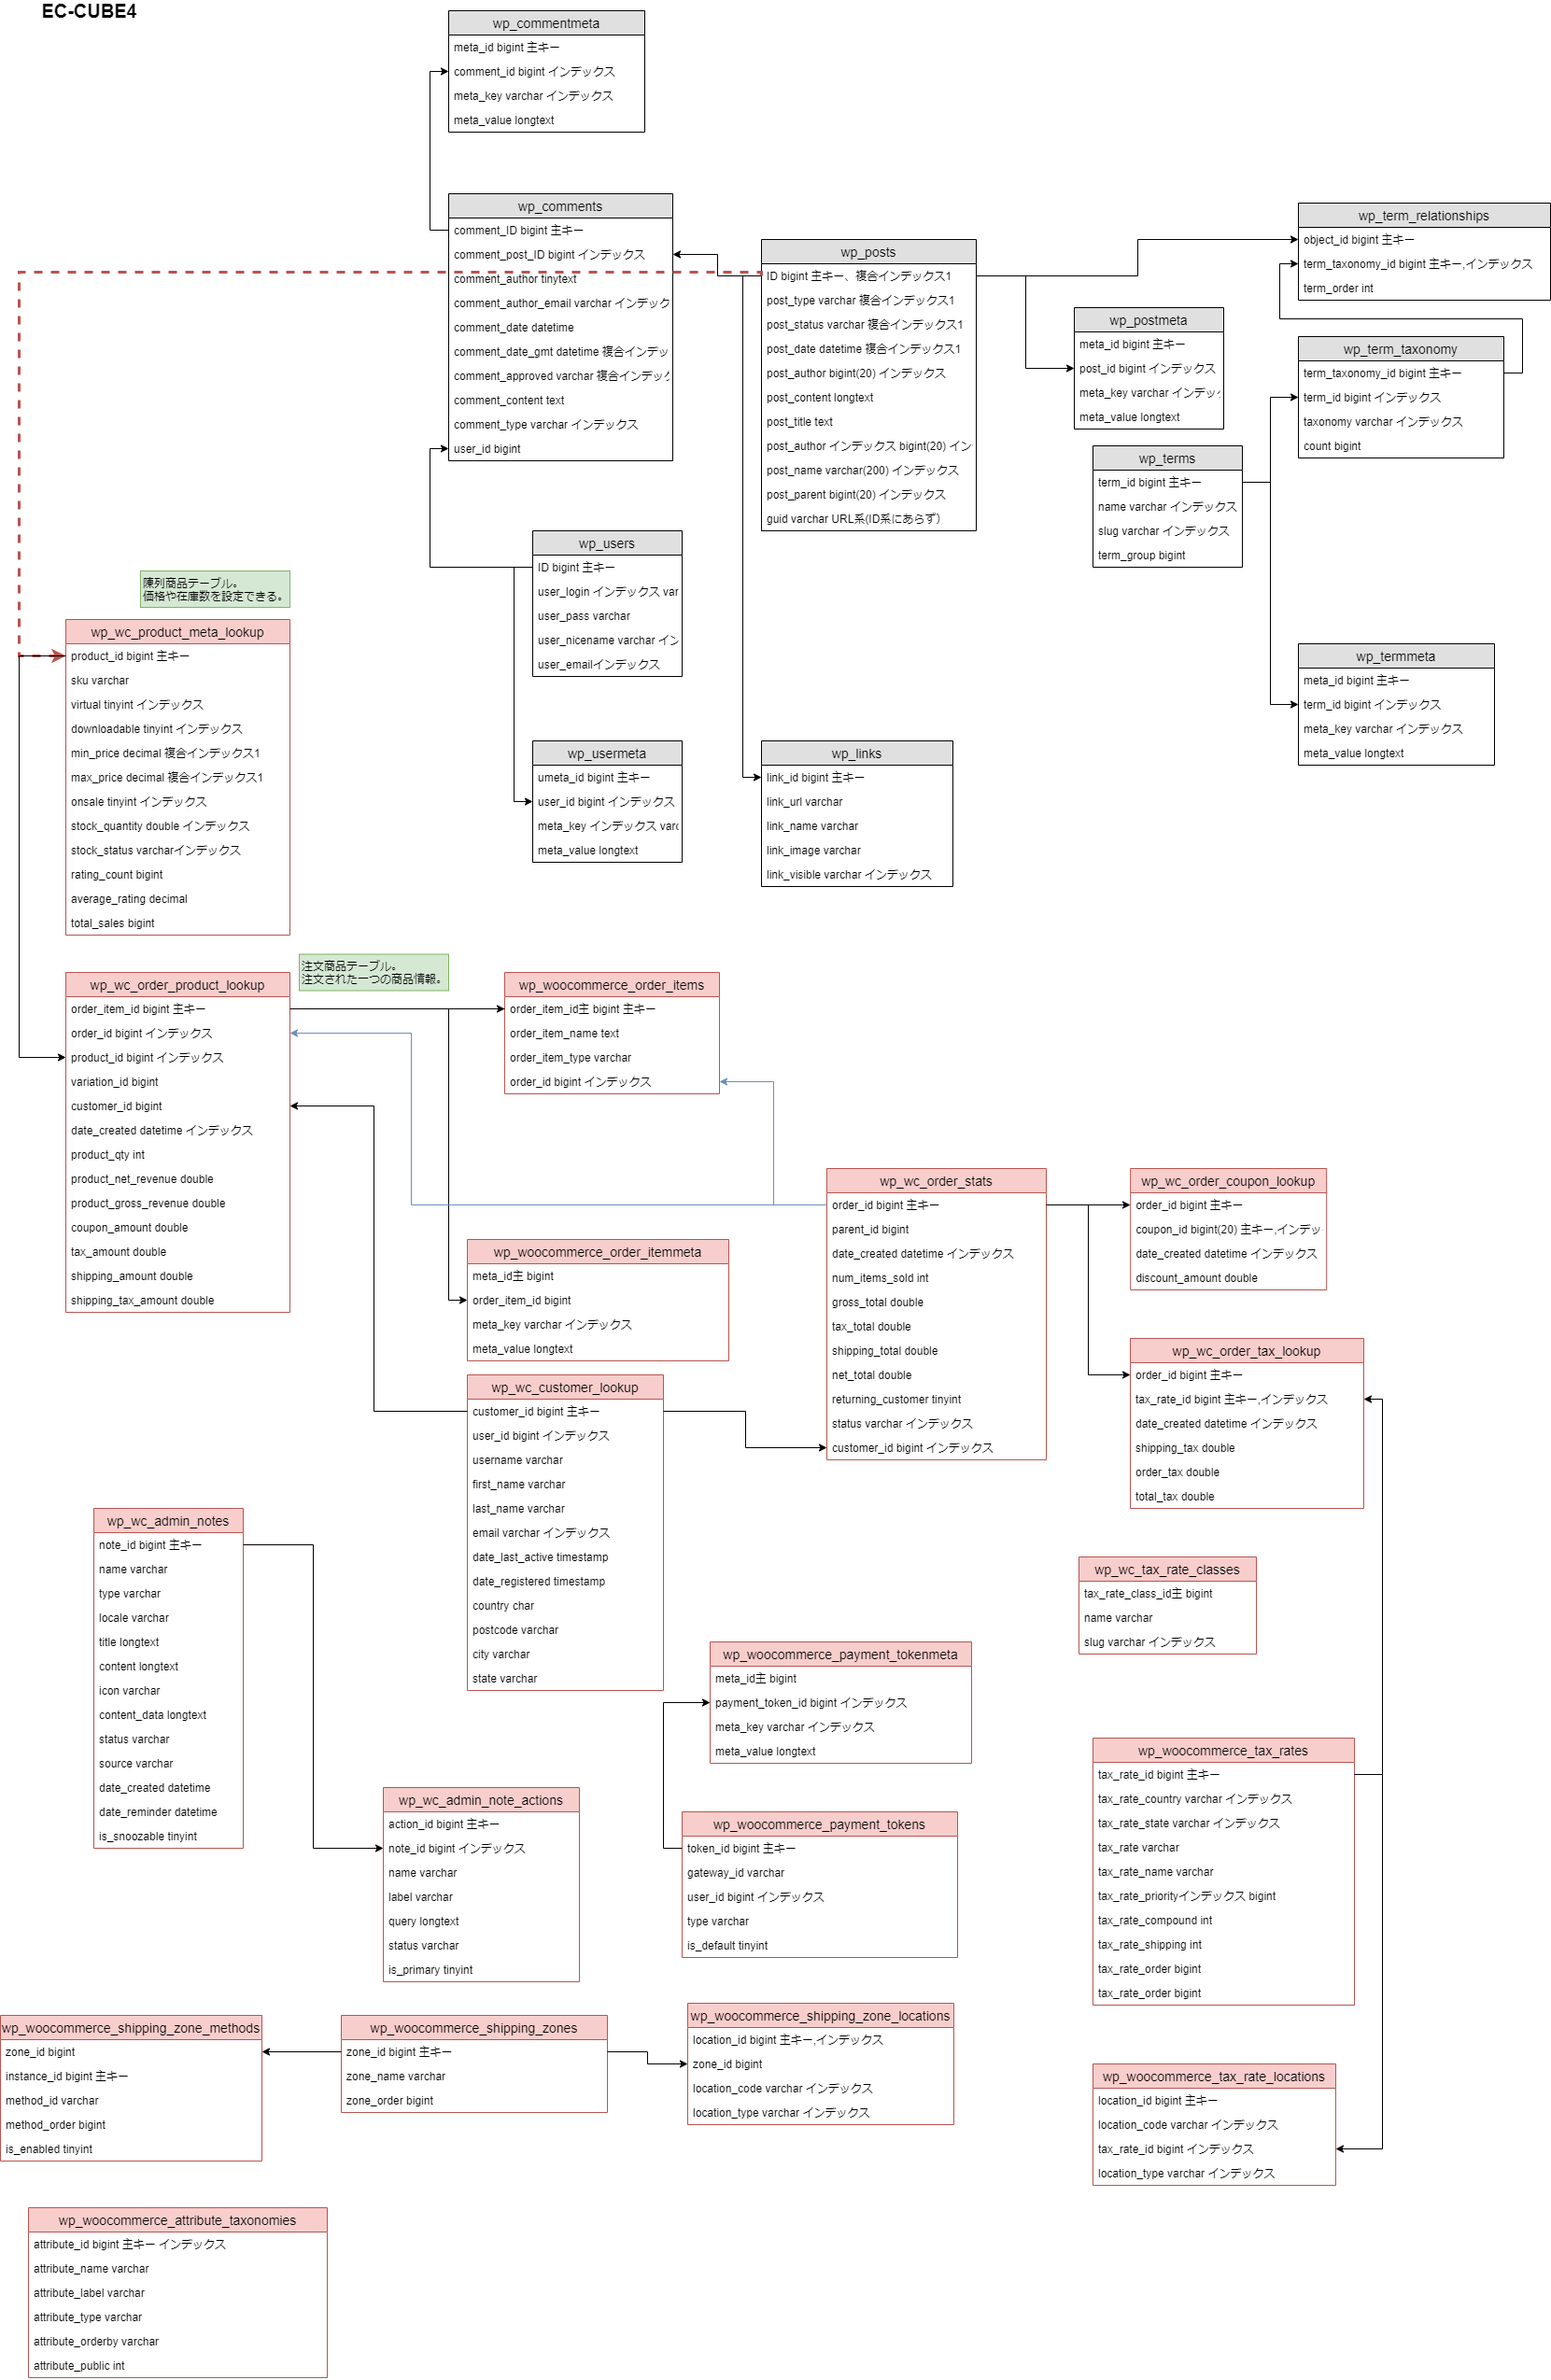 EC-CUBE4
wp_commentmeta
meta_id bigint 主キー
comment_id bigint インデックス
meta_key varchar インデックス
meta_value longtext
wp_comments
comment_ID bigint 主キー
comment_post_ID bigint インデックス
comment_author tinytext
comment_author_email varchar インデック
comment_date datetime
comment_date_gmt datetime 複合インデッ
comment_approved varchar 複合インデッ
comment_content text
comment_type varchar インデックス
user_id bigint
wp_posts
ID bigint 主キー、複合インデックス1
post_type varchar 複合インデックス1
post_status varchar 複合インデックス1
post_date datetime 複合インデックス1
post_author bigint(20) インデックス
post_content longtext
post_title text
post_author インデックス bigint(20) イン
post_name varchar(200) インデックス
post_parent bigint(20) インデックス
guid varchar URL系(ID系にあらず)
wp_term_relationships
object_id bigint 主キー
term_taxonomy_id bigint 主キー,インデックス
term_order int
wp_postmeta
meta_id bigint 主キー
post_id bigint インデックス
meta_key varchar インデック
meta_value longtext
wp_term_taxonomy
term_taxonomy_id bigint 主キー
term_id bigint インデックス
taxonomy varchar インデックス
count bigint
wp_terms
term_id bigint 主キー
name varchar インデックス
slug varchar インデックス
term_group bigint
wp_users
ID bigint 主キー
user_login インデックス var
user_pass varchar
user_nicename varchar イン
user_emailインデックス
陳列商品テーブル。
価格や在庫数を設定できる。
wp_wc_product_meta_lookup
product_id bigint 主キー
sku varchar
virtual tinyint インデックス
downloadable tinyint インデックス
min_price decimal 複合インデックス1
max_price decimal 複合インデックス1
onsale tinyint インデックス
stock_quantity double インデックス
stock_status varcharインデックス
rating_count bigint
average_rating decimal
total_sales bigint
wp_termmeta
meta_id bigint 主キー
term_id bigint インデックス
meta_key varchar インデックス
meta_value longtext
wp_usermeta
umeta_id bigint 主キー
user_id bigint インデックス
meta_key インデックス varc
meta_value longtext
wp_links
link_id bigint 主キー
link_url varchar
link_name varchar
link_image varchar
link_visible varchar インデックス
注文商品テーブル。
注文された一つの商品情報。
wp_wc_order_product_lookup
order_item_id bigint 主キー
order_id bigint インデックス
product_id bigint インデックス
variation_id bigint
customer_id bigint
date_created datetime インデックス
product_qty int
product_net_revenue double
product_gross_revenue double
coupon_amount double
tax_amount double
shipping_amount double
shipping_tax_amount double
wp_woocommerce_order_items
order_item_id主 bigint 主キー
order_item_name text
order_item_type varchar
order_id bigint インデックス
wp_wc_order_stats
order_id bigint 主キー
parent_id bigint
date_created datetime インデックス
num_items_sold int
gross_total double
tax_total double
shipping_total double
net_total double
returning_customer tinyint
status varchar インデックス
customer_id bigint インデックス
wp_wc_order_coupon_lookup
order_id bigint 主キー
coupon_id bigint(20) 主キー,インデッ
date_created datetime インデックス
discount_amount double
wp_woocommerce_order_itemmeta
meta_id主 bigint
order_item_id bigint
meta_key varchar インデックス
meta_value longtext
wp_wc_order_tax_lookup
order_id bigint 主キー
tax_rate_id bigint 主キー,インデックス
date_created datetime インデックス
shipping_tax double
order_tax double
total_tax double
wp_wc_customer_lookup
customer_id bigint 主キー
user_id bigint インデックス
username varchar
first_name varchar
last_name varchar
email varchar インデックス
date_last_active timestamp
date_registered timestamp
country char
postcode varchar
city varchar
state varchar
wp_wc_admin_notes
note_id bigint 主キー
name varchar
type varchar
locale varchar
title longtext
content longtext
icon varchar
content_data longtext
status varchar
source varchar
date_created datetime
date_reminder datetime
is_snoozable tinyint
wp_wc_tax_rate_classes
tax_rate_class_id主 bigint
name varchar
slug varchar インデックス
wp_woocommerce_payment_tokenmeta
meta_id主 bigint
payment_token_id bigint インデックス
meta_key varchar インデックス
meta_value longtext
wp_woocommerce_tax_rates
tax_rate_id bigint 主キー
tax_rate_country varchar インデックス
tax_rate_state varchar インデックス
tax_rate varchar
tax_rate_name varchar
tax_rate_priorityインデックス bigint
tax_rate_compound int
tax_rate_shipping int
tax_rate_order bigint
tax_rate_order bigint
wp_wc_admin_note_actions
action_id bigint 主キー
note_id bigint インデックス
name varchar
label varchar
query longtext
status varchar
is_primary tinyint
wp_woocommerce_payment_tokens
token_id bigint 主キー
gateway_id varchar
user_id bigint インデックス
type varchar
is_default tinyint
wp_woocommerce_shipping_zone_methods
zone_id bigint
instance_id bigint 主キー
method_id varchar
method_order bigint
is_enabled tinyint
wp_woocommerce_shipping_zones
zone_id bigint 主キー
zone_name varchar
zone_order bigint
wp_woocommerce_shipping_zone_locations
location_id bigint 主キー,インデックス
zone_id bigint
location_code varchar インデックス
location_type varchar インデックス
wp_woocommerce_tax_rate_locations
location_id bigint 主キー
location_code varchar インデックス
tax_rate_id bigint インデックス
location_type varchar インデックス
wp_woocommerce_attribute_taxonomies
attribute_id bigint 主キー インデックス
attribute_name varchar
attribute_label varchar
attribute_type varchar
attribute_orderby varchar
attribute_public int